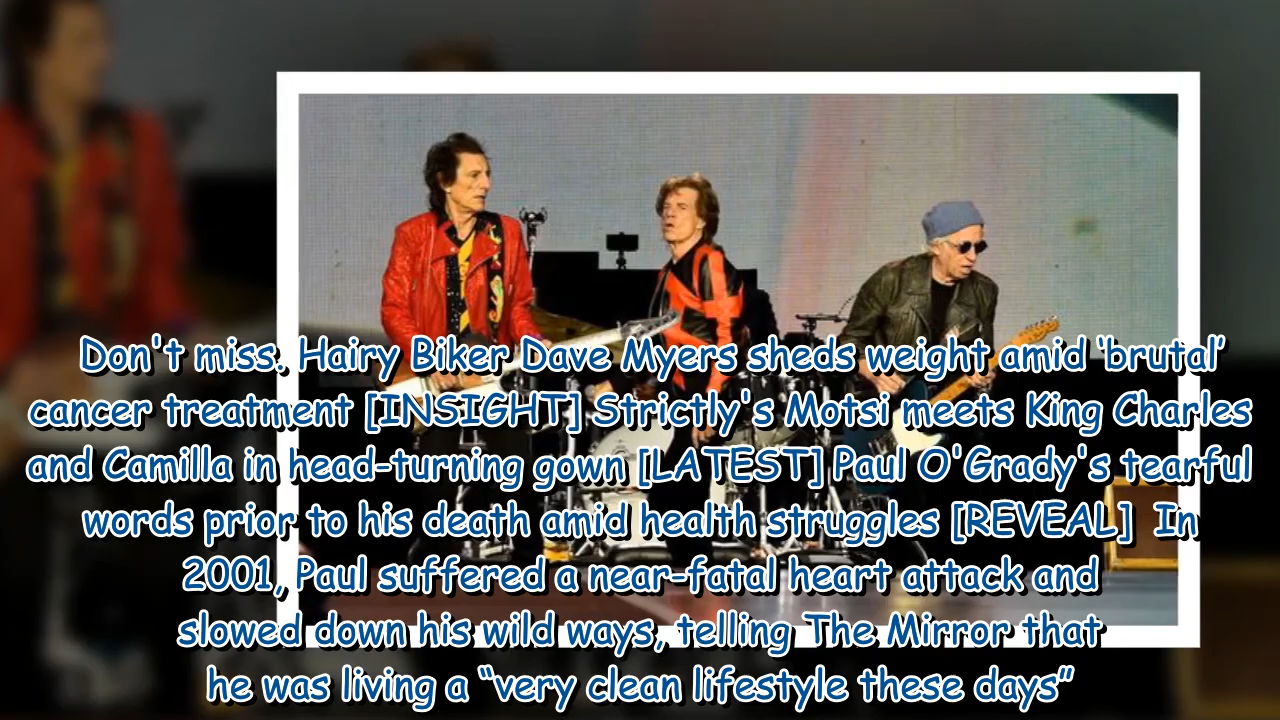 Don't miss. Hairy Biker Dave Myers sheds weight amid ‘brutal’
cancer treatment [INSIGHT] Strictly's Motsi meets King Charles
and Camilla in head-turning gown [LATEST] Paul O'Grady's tearful
words prior to his death amid health struggles [REVEAL]  In
2001, Paul suffered a near-fatal heart attack and
slowed down his wild ways, telling The Mirror that
he was living a “very clean lifestyle these days”